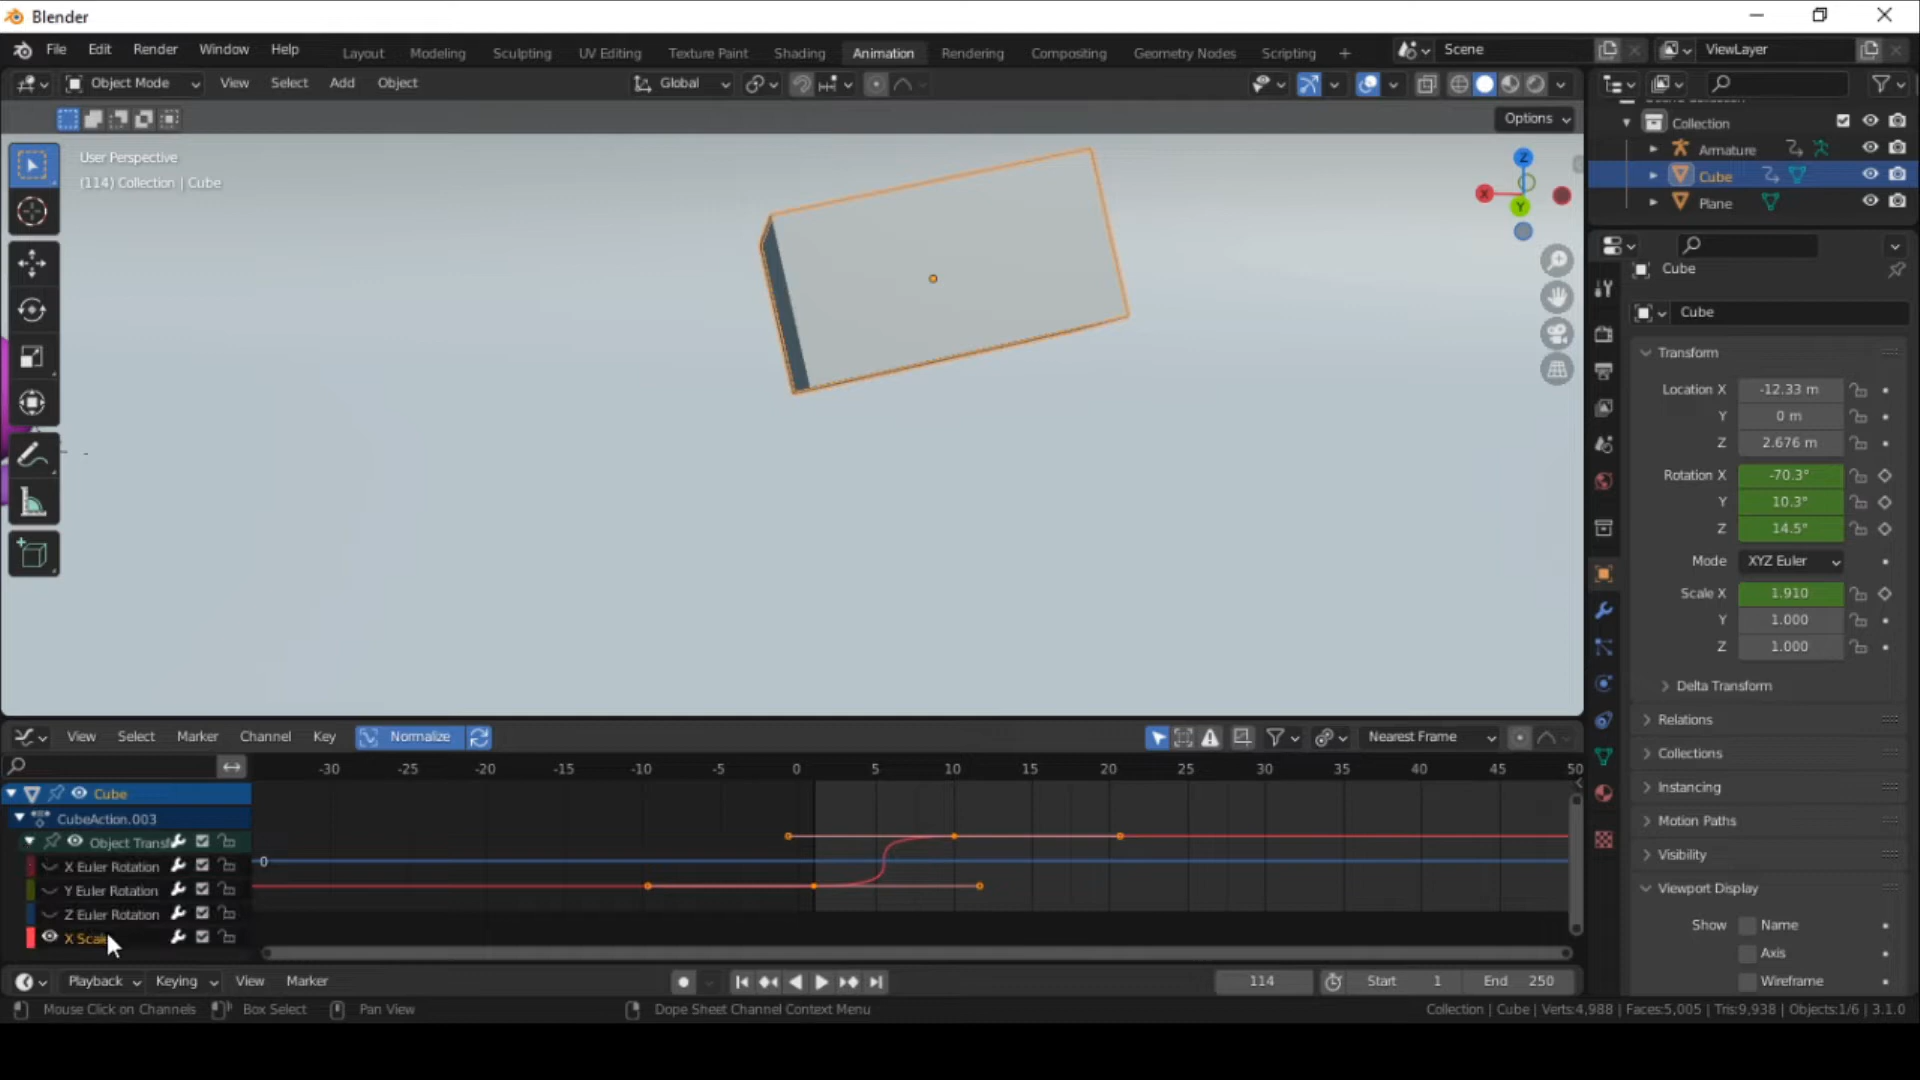 Blender
File Edit Render Window Help Layout Modeling Sculpting UV Editing Texture Paint Shading Animation Rendering Compositing Geometry Nodes Scripting + Scene ViewLayer
Object Mode View Select Add Object Global
Options
User Perspective
(114) Collection | Cube
Z
X
Y
Collection
Armature
Cube
Plane
Cube
Cube
Transform
Location X -12.33 m
Y 0 m
Z 2.676 m
Rotation X -70.3°
Y 10.3°
Z 14.5°
Mode XYZ Euler
Scale X 1.910
Y 1.000
Z 1.000
Delta Transform
Relations
Collections
Instancing
Motion Paths
Visibility
Viewport Display
Show Name
Axis
Wireframe
View Select Marker Channel Key Normalize Nearest Frame
-30 -25 -20 -15 -10 -5 0 5 10 15 20 25 30 35 40 45 50
Cube
CubeAction.003
Object Transf
X Euler Rotation
0
Y Euler Rotation
Z Euler Rotation
X Scale
Playback Keying View Marker 114 Start 1 End 250
Mouse Click on Channels Box Select Pan View Dope Sheet Channel Context Menu Collection | Cube | Verts:4,988 | Faces:5,005 | Tris:9,938 | Objects:1/6 | 3.1.0